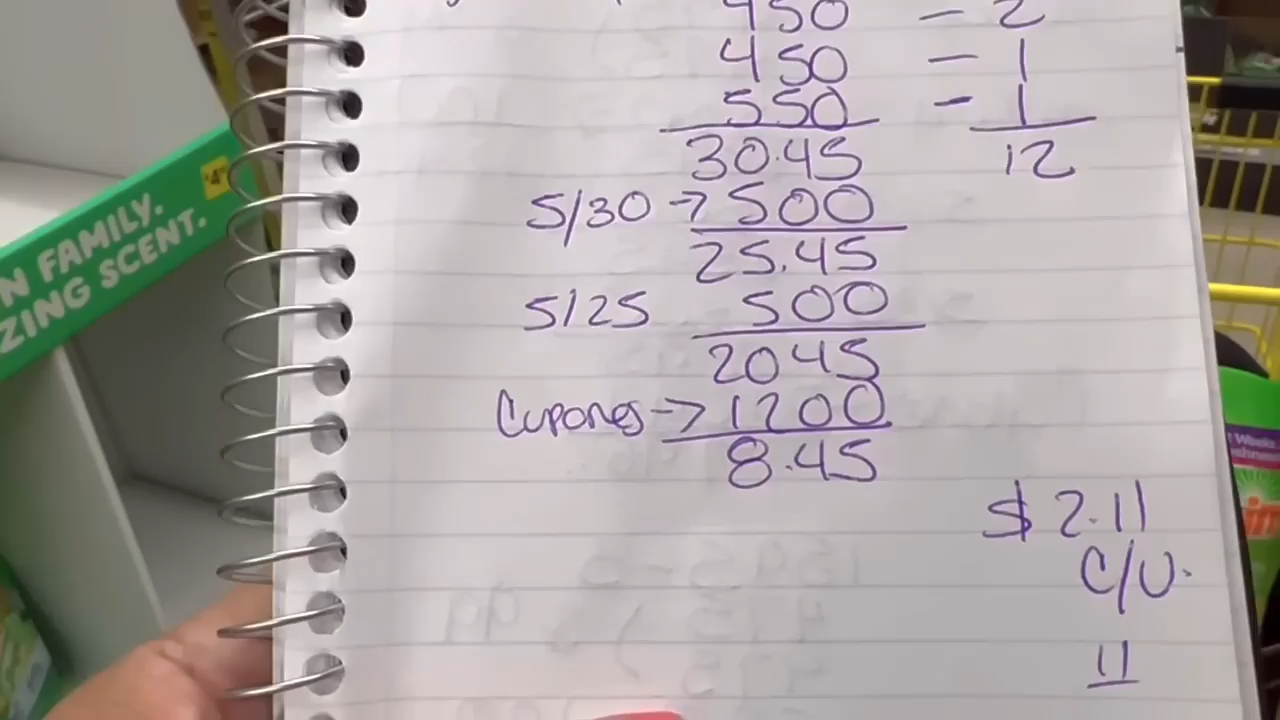 450 - 2
450 - 1
550 - 1
30.45 12
5/30 → 500
25.45
5/25 500
2045
Cupones → 1200
8.45
$ 2.11
C/U.
11
N FAMILY.
ZING SCENT.